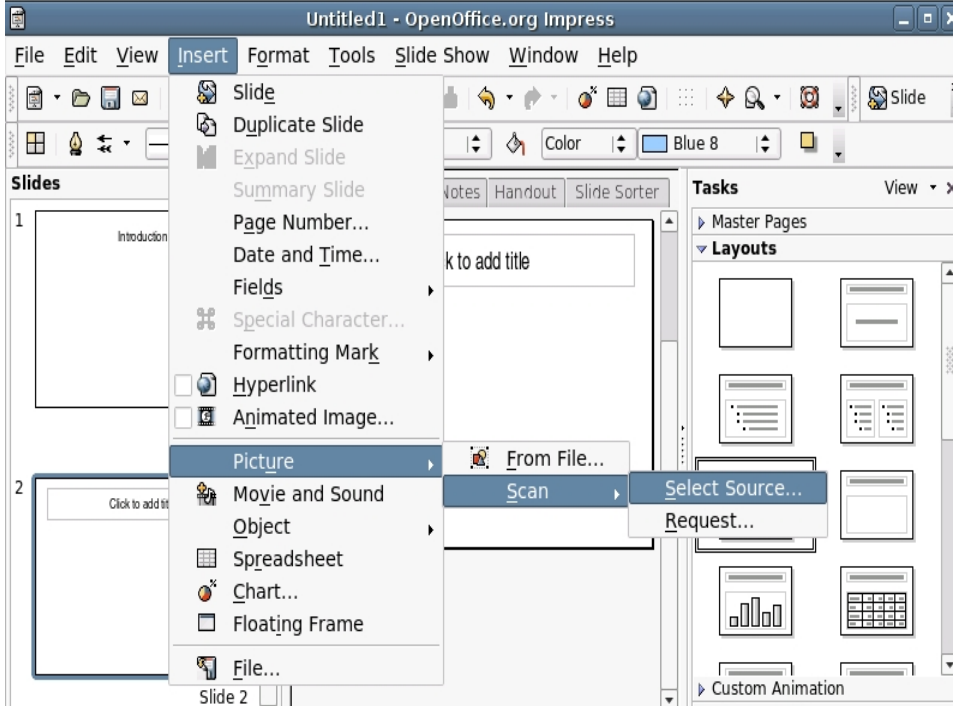 Untitled1 - OpenOffice.org Impress
File Edit View Insert Format Tools Slide Show Window Help
Slide
Color Blue 8
Slides
1
Introduction
2
Click to add tit
Slide 2
Slide
Duplicate Slide
Expand Slide
Summary Slide
Page Number...
Date and Time...
Fields
Special Character...
Formatting Mark
Hyperlink
Animated Image...
Picture
Movie and Sound
Object
Spreadsheet
Chart...
Floating Frame
File...
From File...
Scan
Select Source...
Request...
Notes Handout Slide Sorter
k to add title
Tasks View
Master Pages
Layouts
Custom Animation